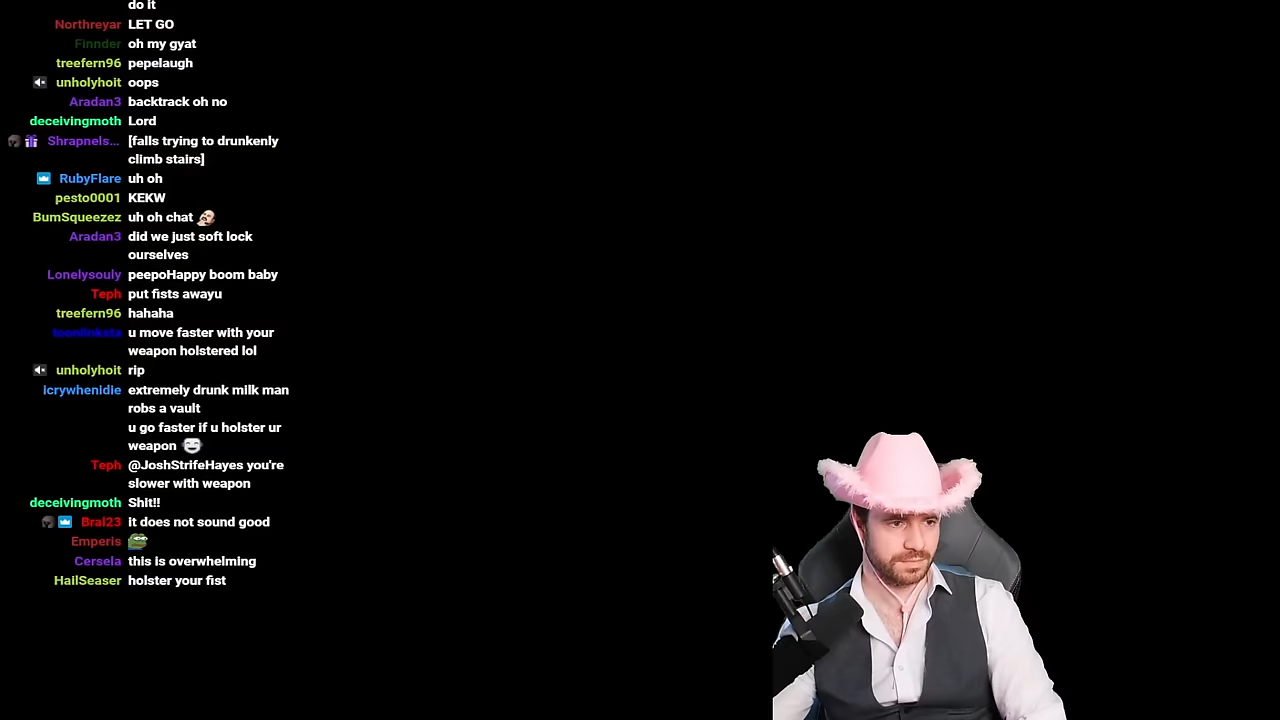 do it
Northreyar LET GO
Finnder oh my gyat
treefern96 pepelaugh
unholyhoit oops
Aradan3 backtrack oh no
deceivingmoth Lord
Shrapnels... [falls trying to drunkenly
climb stairs]
RubyFlare uh oh
pesto0001 KEKW
BumSqueezez uh oh chat
Aradan3 did we just soft lock
ourselves
Lonelysouly peepoHappy boom baby
Teph put fists awayu
treefern96 hahaha
u move faster with your
weapon holstered lol
unholyhoit rip
icrywhenidie extremely drunk milk man
robs a vault
u go faster if u holster ur
weapon
Teph @JoshStrifeHayes you're
slower with weapon
deceivingmoth Shit!!
Bral23 it does not sound good
Emperis
Cersela this is overwhelming
HailSeaser holster your fist